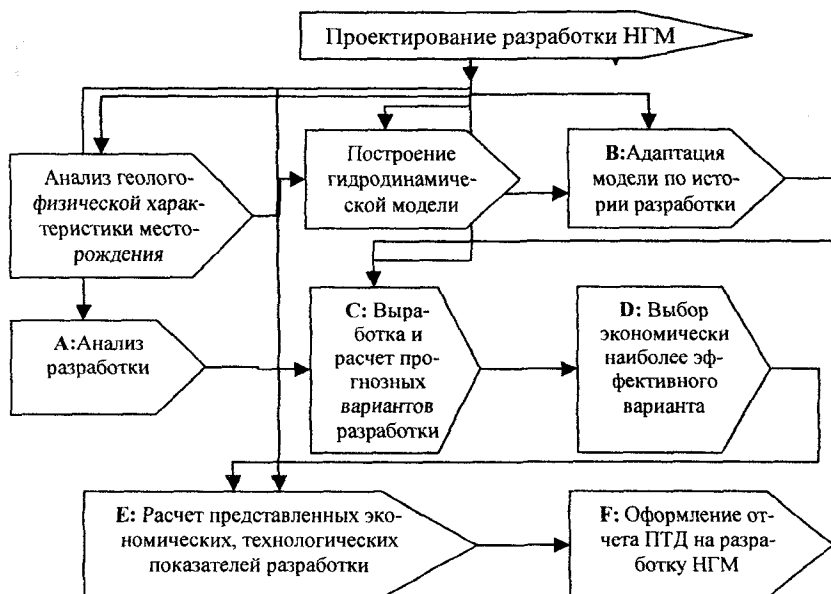 Проектирование разработки НГМ
Анализ геолого-
физической харак-
теристики место-
рождения
Построение
гидродинамиче-
ской модели
В:Адаптация
модели по исто-
рии разработки
А:Анализ
разработки
С: Выра-
ботка и
расчет про-
гнозных
вариантов
разработки
D: Выбор
экономически
наиболее эф-
фективного
варианта
Е: Расчет представленных эко-
номических, технологических
показателей разработки
F: Оформление от-
чета ПТД на разра-
ботку НГМ